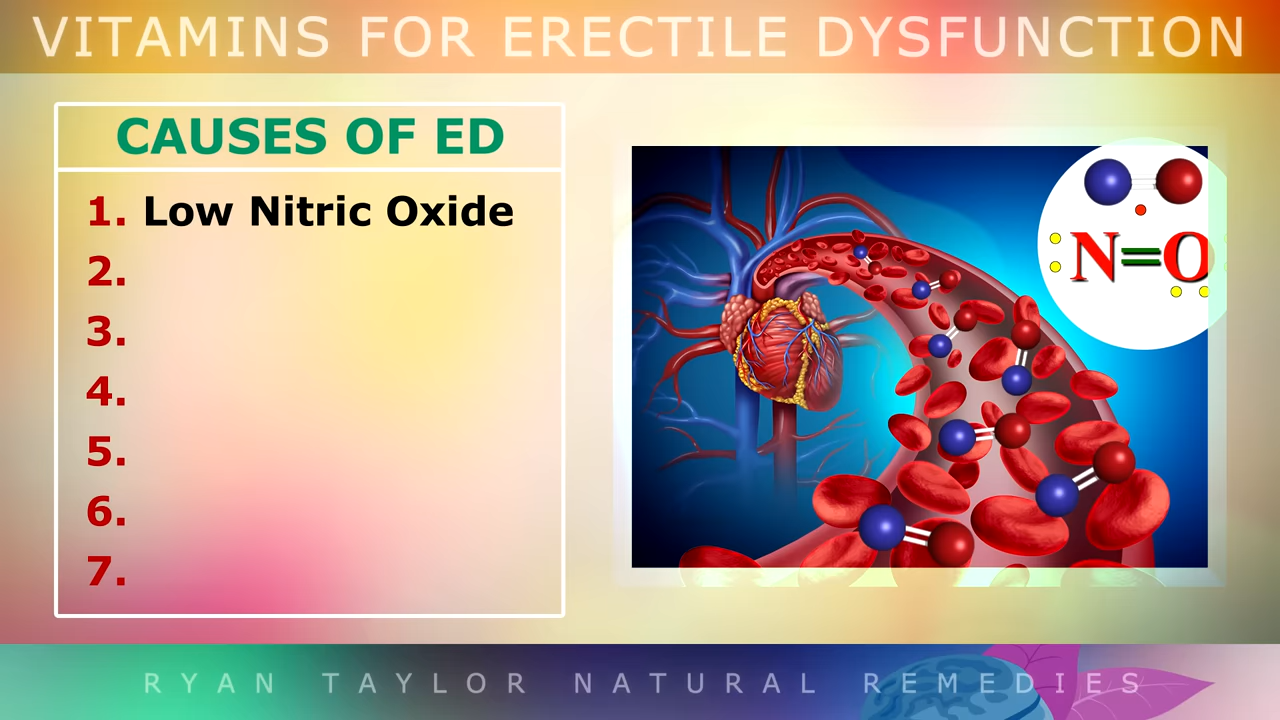 VITAMINS FOR ERECTILE DYSFUNCTION
CAUSES OF ED
1. Low Nitric Oxide
2.
3.
4.
5.
6.
7.
N=O
RYAN TAYLOR NATURAL REMEDIES